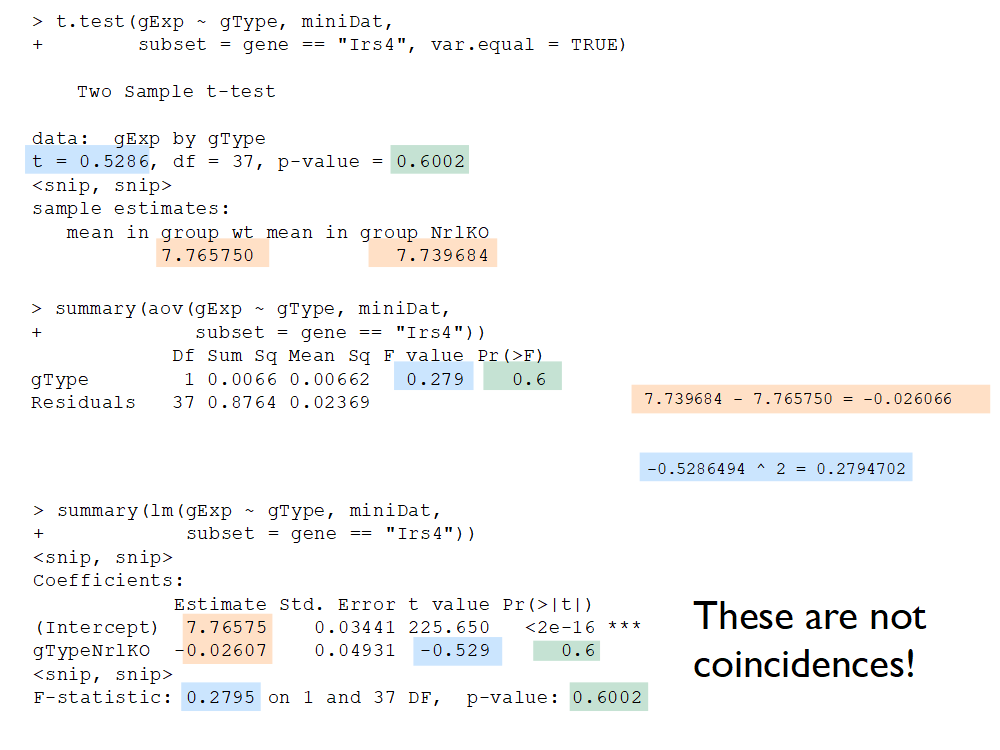 > t.test(gExp ~ gType, miniDat,
+        subset = gene == "Irs4", var.equal = TRUE)
    Two Sample t-test
data:  gExp by gType
t = 0.5286, df = 37, p-value = 0.6002
<snip, snip>
sample estimates:
   mean in group wt mean in group NrlKO
           7.765750            7.739684
> summary(aov(gExp ~ gType, miniDat,
+             subset = gene == "Irs4"))
            Df Sum Sq Mean Sq F value Pr(>F)
gType        1 0.0066 0.00662   0.279    0.6
Residuals   37 0.8764 0.02369
7.739684 - 7.765750 = -0.026066
-0.5286494 ^ 2 = 0.2794702
> summary(lm(gExp ~ gType, miniDat,
+            subset = gene == "Irs4"))
<snip, snip>
Coefficients:
            Estimate Std. Error t value Pr(>|t|)
(Intercept)  7.76575    0.03441 225.650   <2e-16 ***
gTypeNrlKO  -0.02607    0.04931  -0.529      0.6
<snip, snip>
F-statistic: 0.2795 on 1 and 37 DF,  p-value: 0.6002
These are not
coincidences!